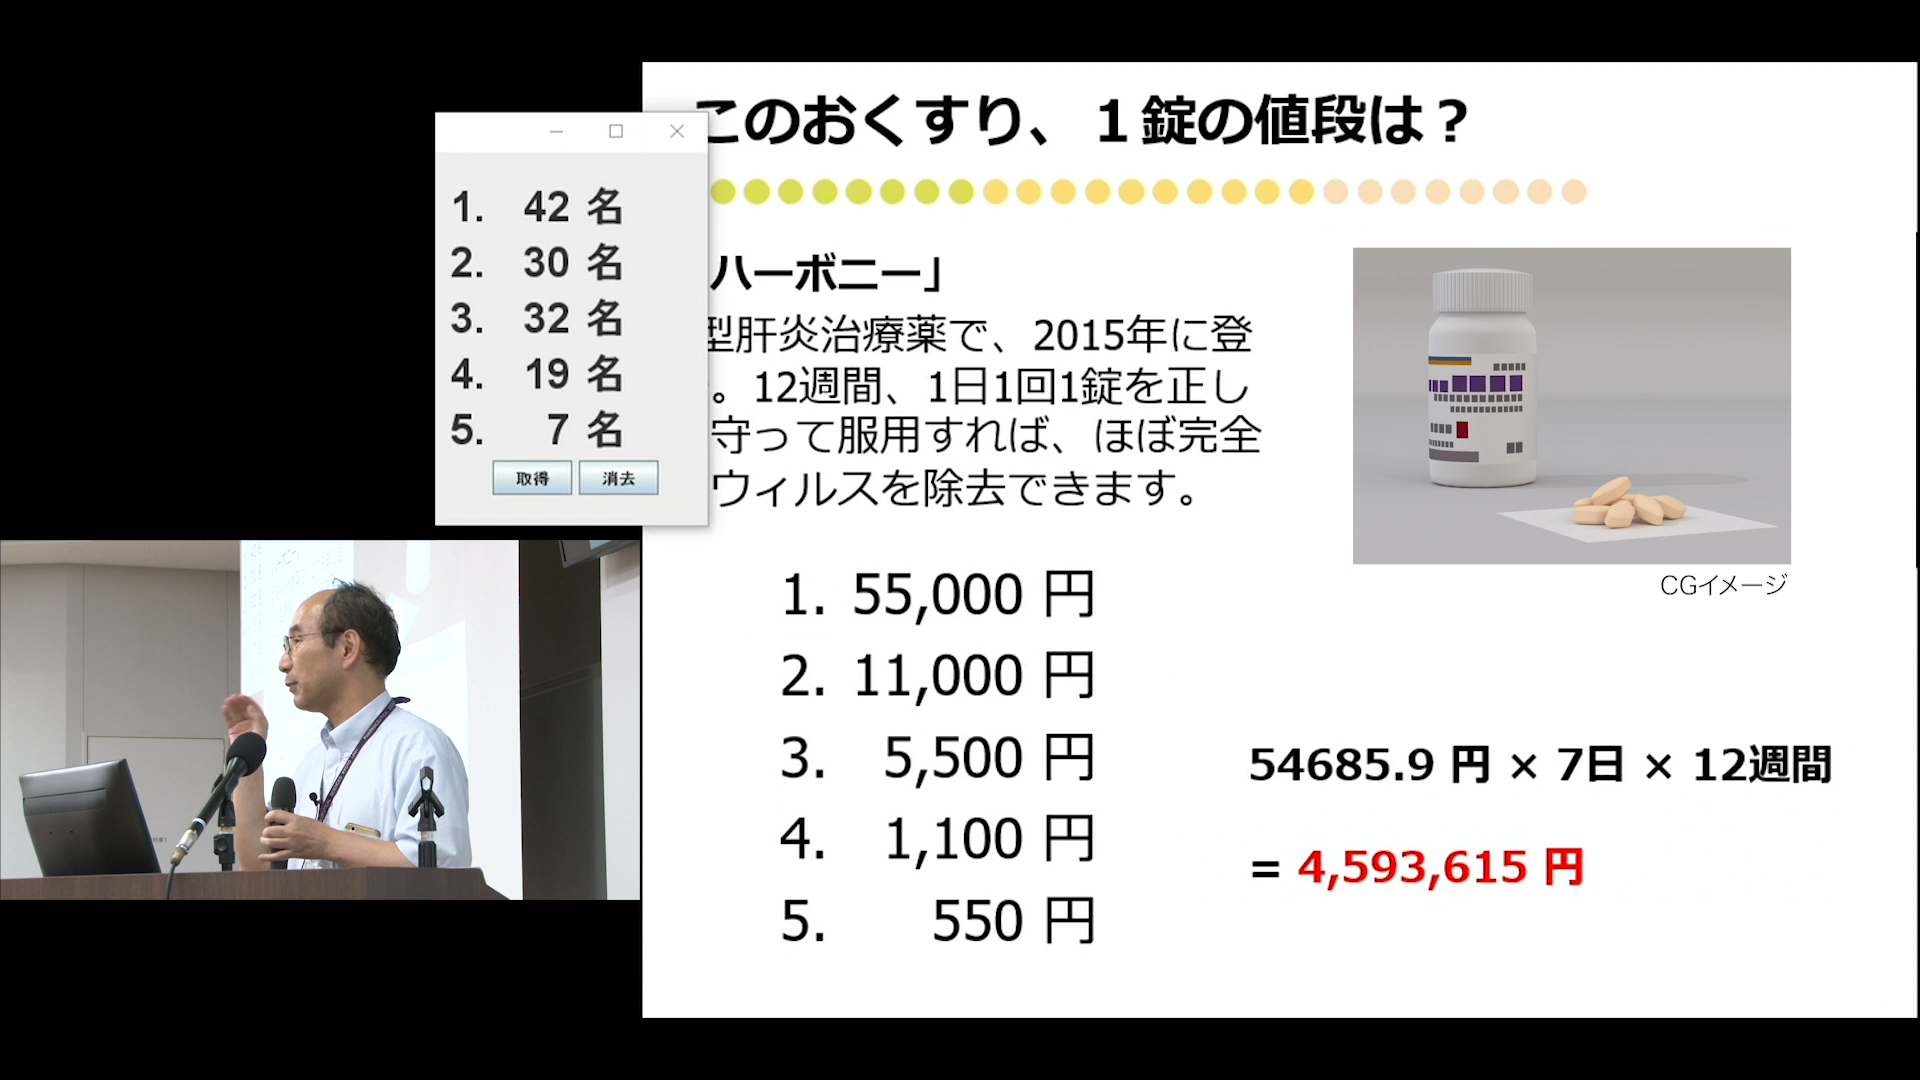 このおくすり、１錠の値段は？
1. 42 名
2. 30 名
3. 32 名
4. 19 名
5. 7 名
取得 消去
ハーボニー」
型肝炎治療薬で、2015年に登
。12週間、1日1回1錠を正し
守って服用すれば、ほぼ完全
ウィルスを除去できます。
CGイメージ
1. 55,000 円
2. 11,000 円
3. 5,500 円
4. 1,100 円
5. 550 円
54685.9 円 × 7日 × 12週間
= 4,593,615 円